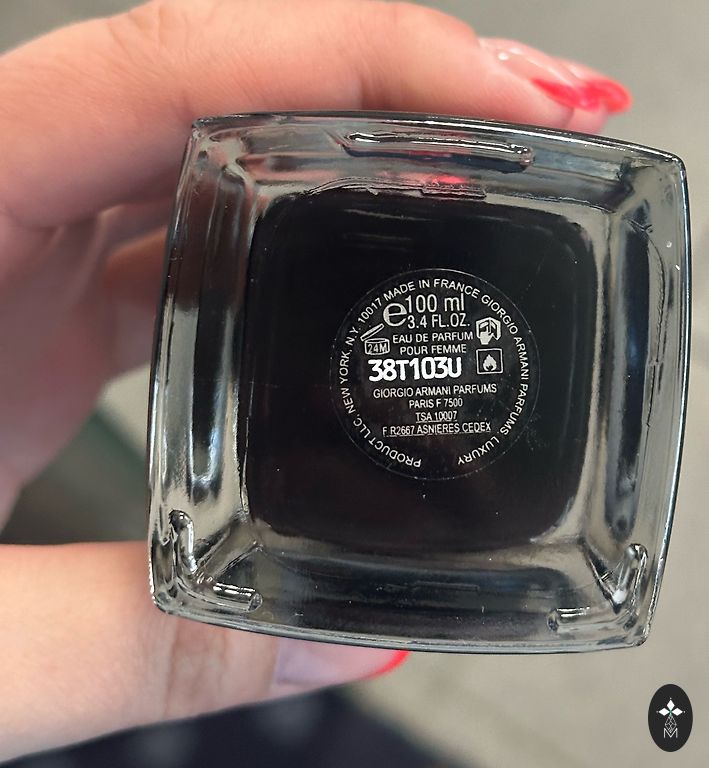 e 100 ml
3.4 FL.OZ.
EAU DE PARFUM
24M
POUR FEMME
38T103U
GIORGIO ARMANI PARFUMS
PARIS F 7500
TSA 10007
F R2667 ASNIERES CEDEX
PRODUCT LLC NEW YORK, N.Y. 10017 MADE IN FRANCE GIORGIO ARMANI PARFUMS, LUXURY
M